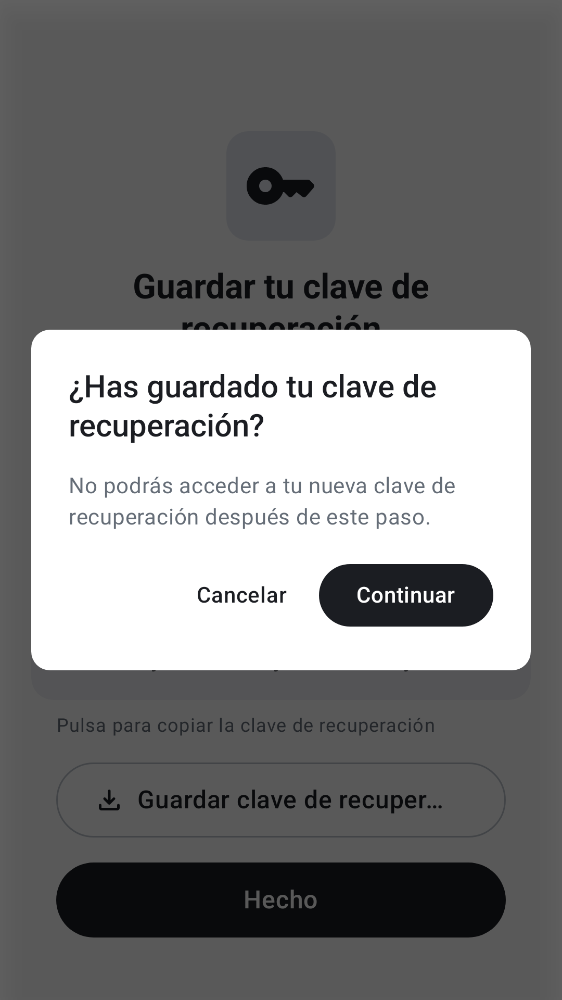 Guardar tu clave de
recuperación
¿Has guardado tu clave de
recuperación?
No podrás acceder a tu nueva clave de
recuperación después de este paso.
Cancelar
Continuar
Pulsa para copiar la clave de recuperación
Guardar clave de recuper…
Hecho